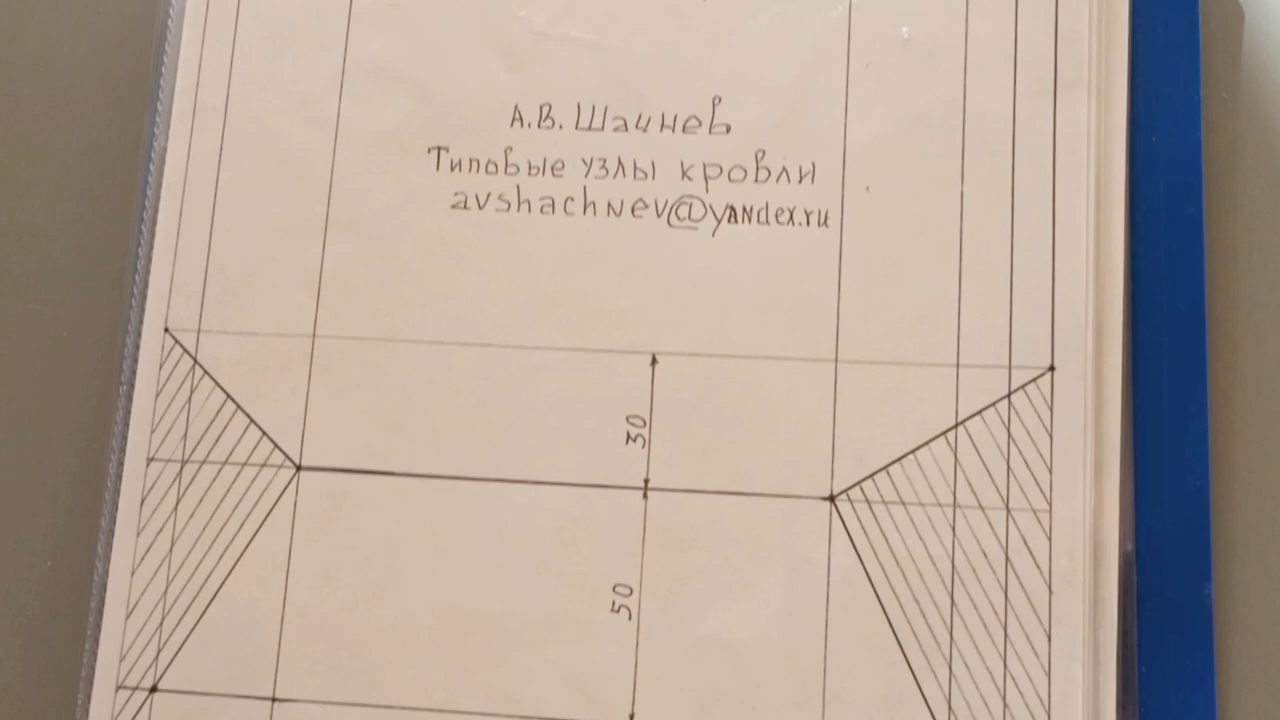 А.В. Шачнев
Типовые узлы кровли
avshachnev@yandex.ru
30
50